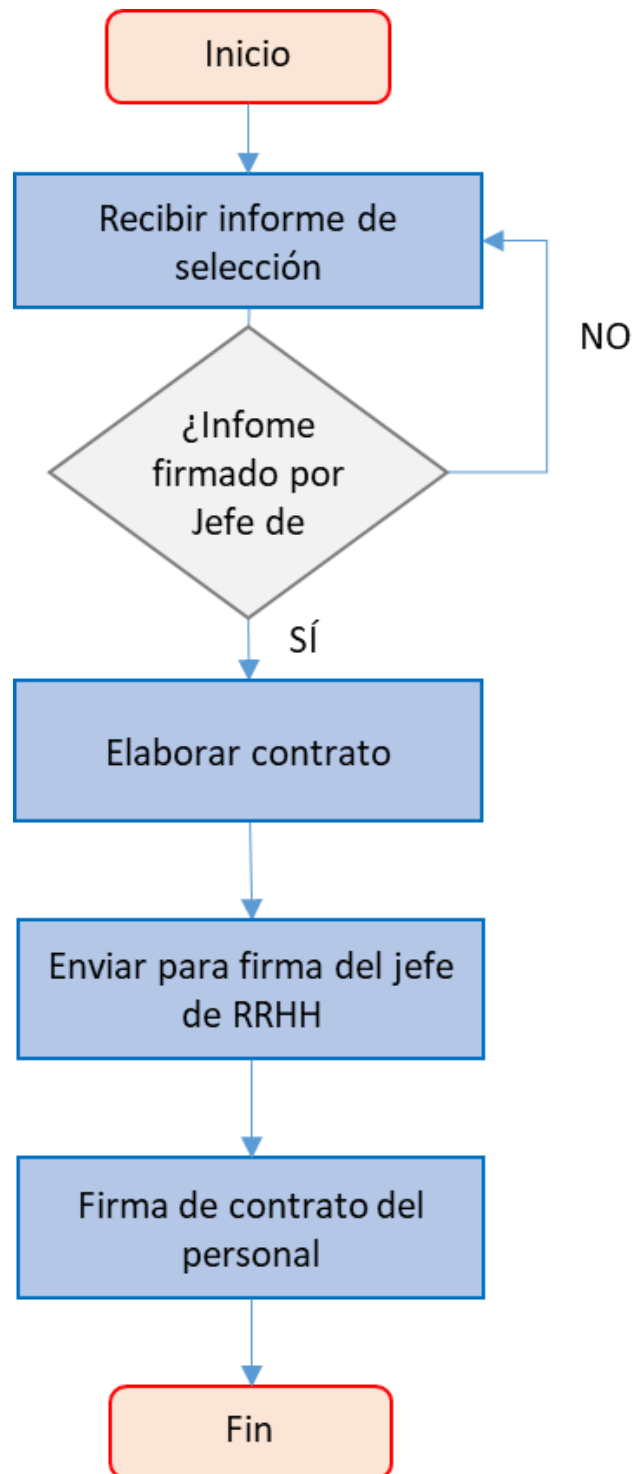 Inicio
Recibir informe de
selección
NO
¿Infome
firmado por
Jefe de
SÍ
Elaborar contrato
Enviar para firma del jefe
de RRHH
Firma de contrato del
personal
Fin